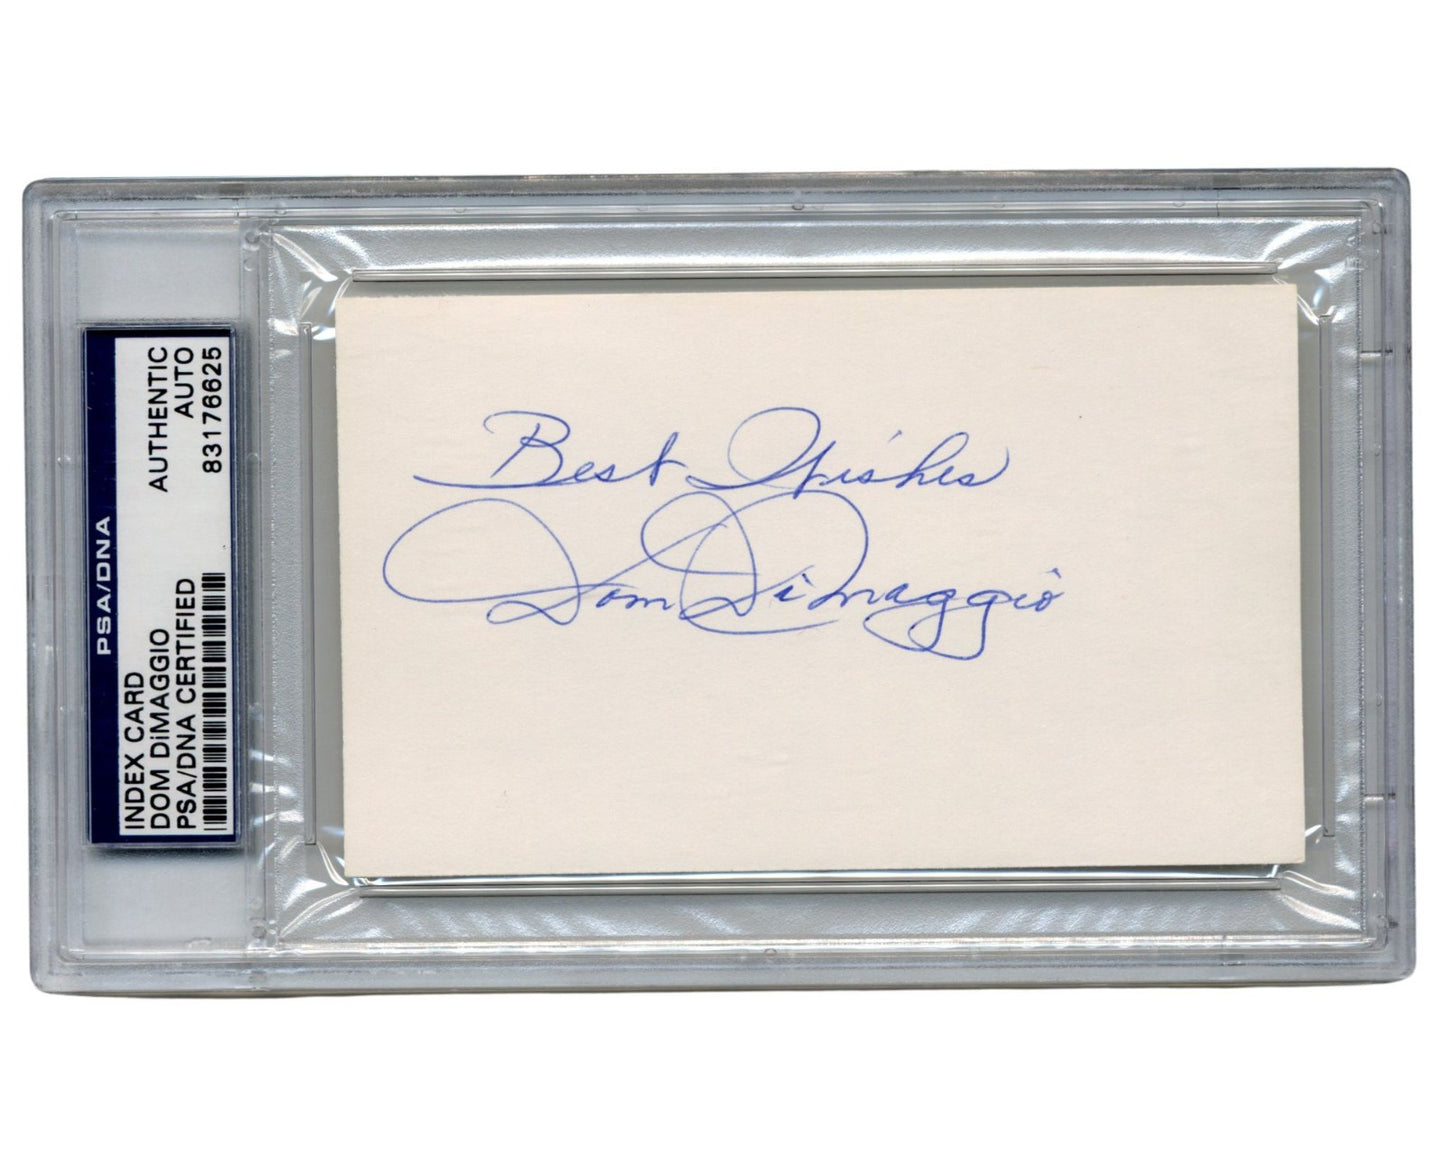 PSA/DNA
INDEX CARD
DOM DiMAGGIO
PSA/DNA CERTIFIED
AUTHENTIC
AUTO
83176625
Best Wishes
Dom DiMaggio